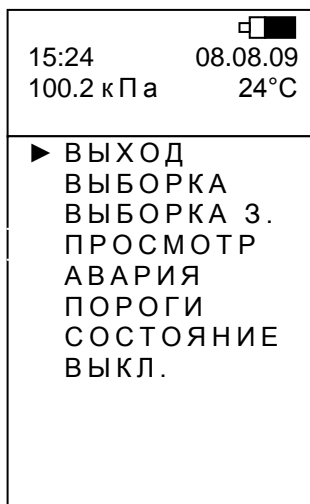 15:24 08.08.09
100.2 кПа 24°C
► ВЫХОД
ВЫБОРКА
ВЫБОРКА З.
ПРОСМОТР
АВАРИЯ
ПОРОГИ
СОСТОЯНИЕ
ВЫКЛ.